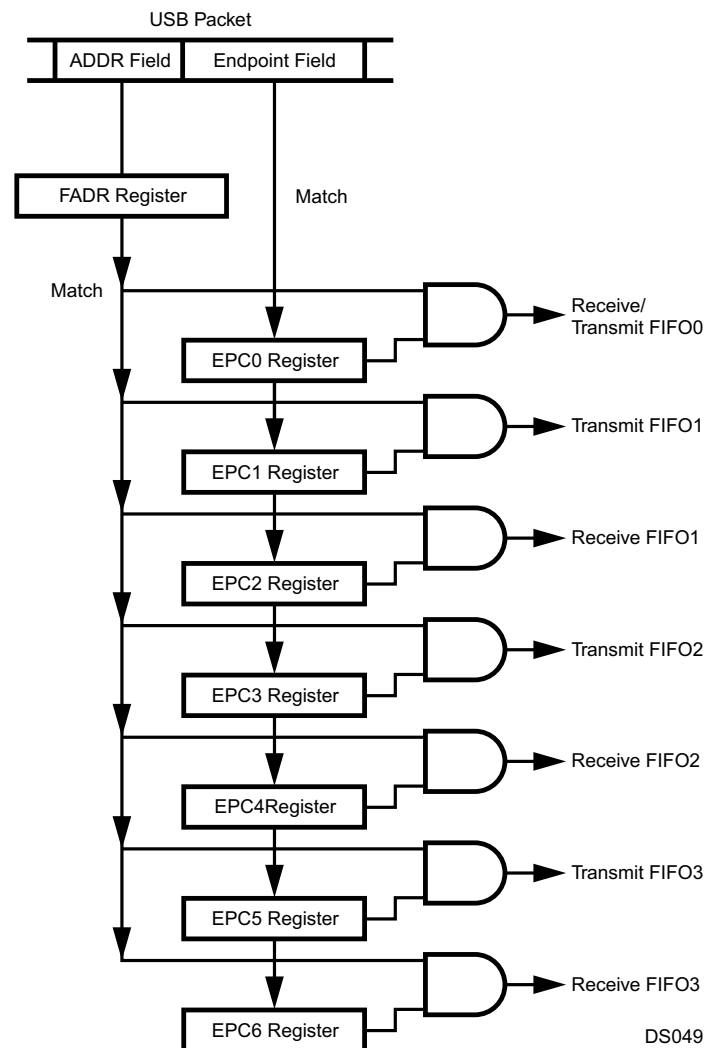 USB Packet
ADDR Field
Endpoint Field
FADR Register
Match
Match
Receive/
Transmit FIFO0
EPC0 Register
Transmit FIFO1
EPC1 Register
Receive FIFO1
EPC2 Register
Transmit FIFO2
EPC3 Register
Receive FIFO2
EPC4Register
Transmit FIFO3
EPC5 Register
Receive FIFO3
EPC6 Register
DS049